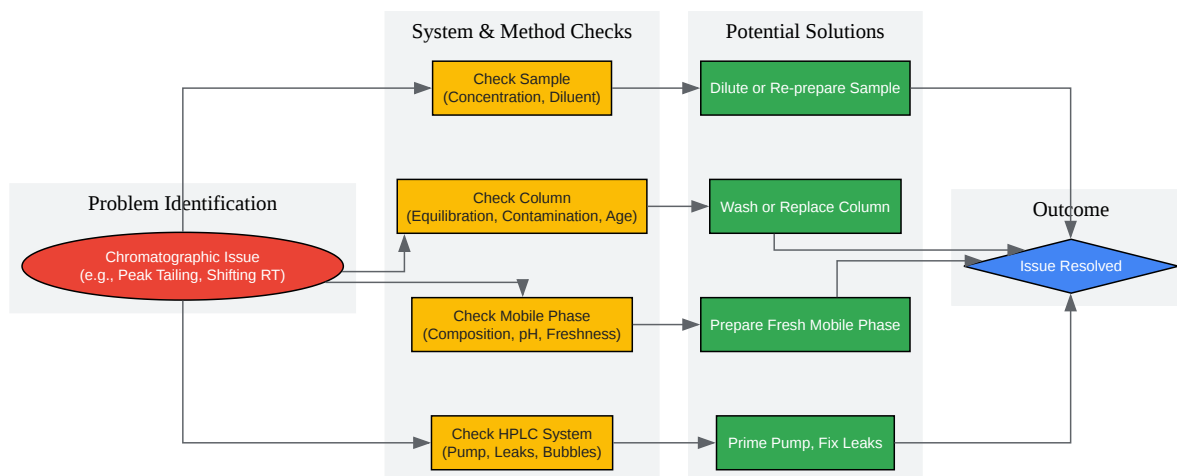 System & Method Checks
Potential Solutions
Check Sample
(Concentration, Diluent)
Dilute or Re-prepare Sample
Problem Identification
Check Column
(Equilibration, Contamination, Age)
Wash or Replace Column
Outcome
Chromatographic Issue
(e.g., Peak Tailing, Shifting RT)
Issue Resolved
Check Mobile Phase
(Composition, pH, Freshness)
Prepare Fresh Mobile Phase
Check HPLC System
(Pump, Leaks, Bubbles)
Prime Pump, Fix Leaks